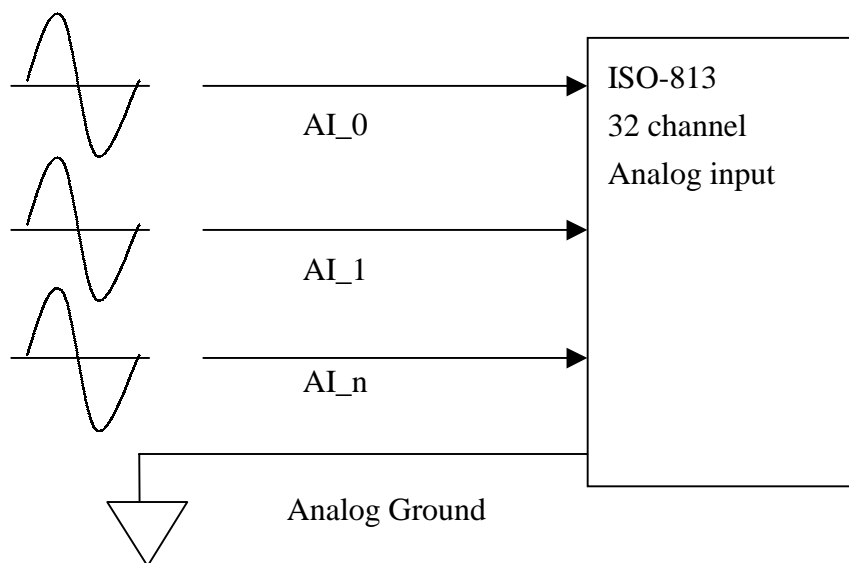 ISO-813
32 channel
Analog input
AI_0
AI_1
AI_n
Analog Ground